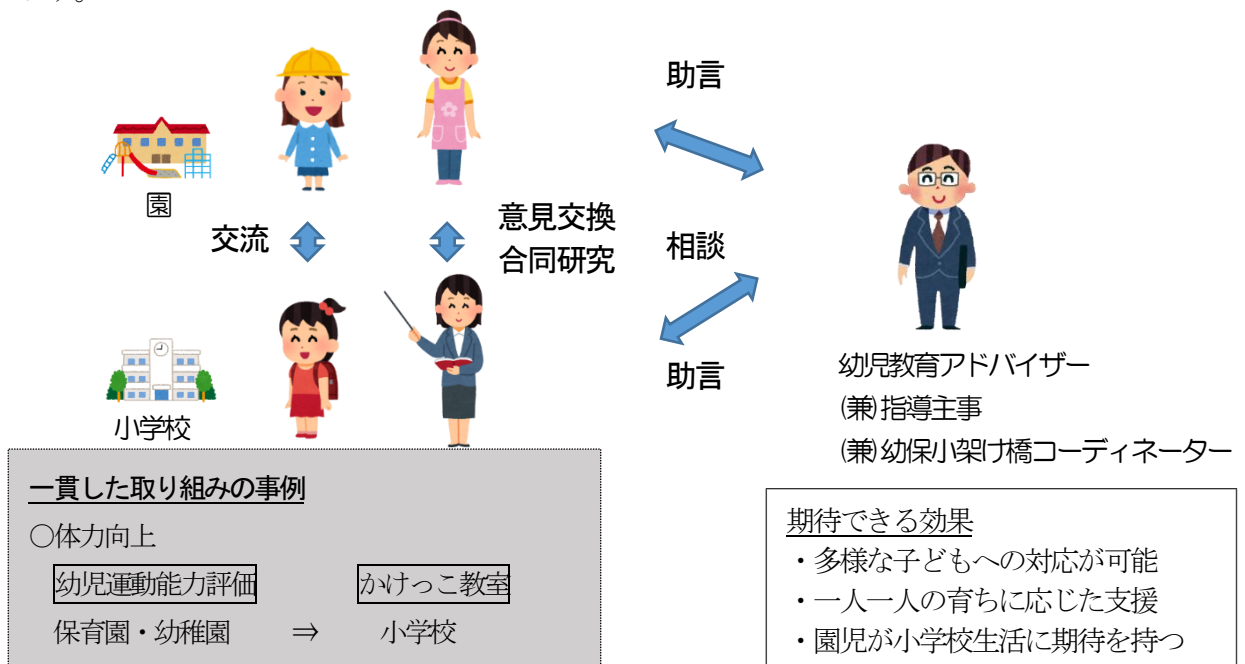 助言
園
交流
意見交換
合同研究
相談
助言
小学校
幼児教育アドバイザー
(兼)指導主事
(兼)幼保小架け橋コーディネーター
一貫した取り組みの事例
○体力向上
幼児運動能力評価 かけっこ教室
保育園・幼稚園 ⇒ 小学校
期待できる効果
・多様な子どもへの対応が可能
・一人一人の育ちに応じた支援
・園児が小学校生活に期待を持つ